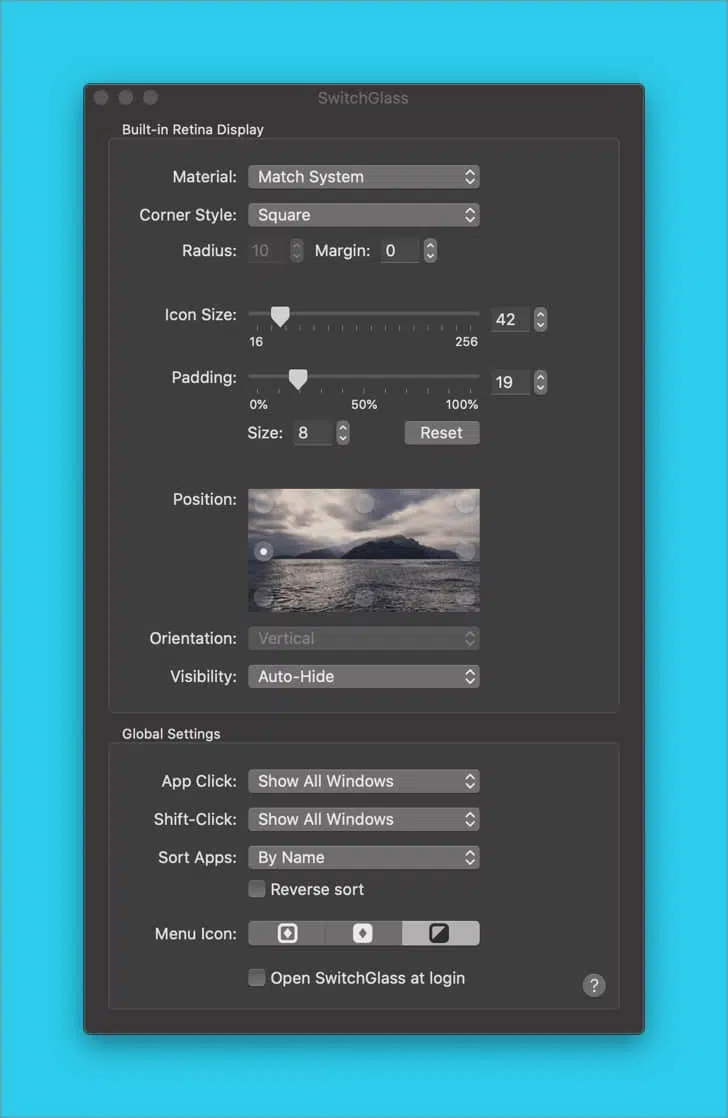 SwitchGlass
Built-in Retina Display
Material: Match System
Corner Style: Square
Radius: 10 Margin: 0
Icon Size: 42
16 256
Padding: 19
0% 50% 100%
Size: 8 Reset
Position:
Orientation: Vertical
Visibility: Auto-Hide
Global Settings
App Click: Show All Windows
Shift-Click: Show All Windows
Sort Apps: By Name
Reverse sort
Menu Icon:
Open SwitchGlass at login ?